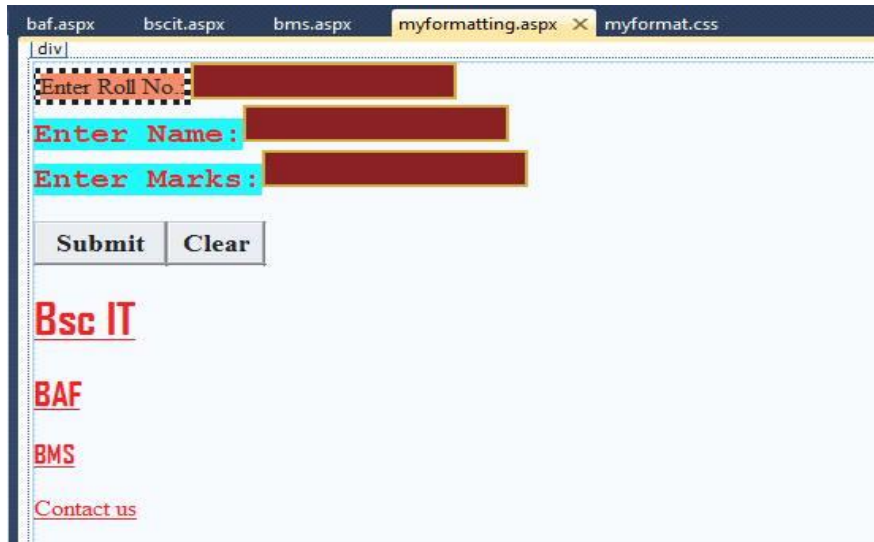 baf.aspx bscit.aspx bms.aspx myformatting.aspx myformat.css
div
Enter Roll No.:
Enter Name:
Enter Marks:
Submit Clear
Bsc IT
BAF
BMS
Contact us